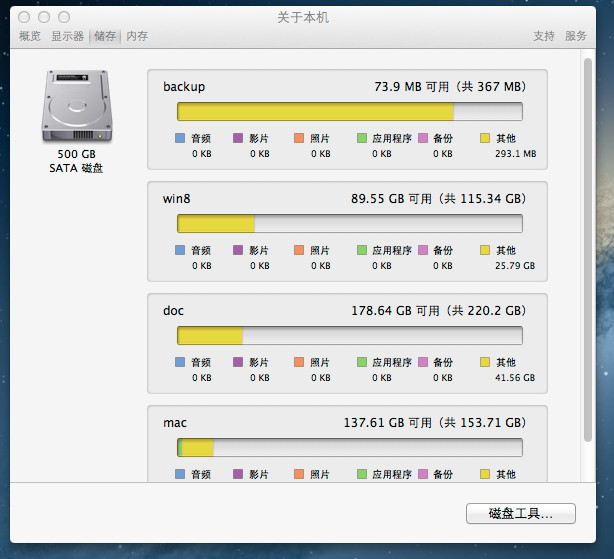 关于本机
概览 显示器 储存 内存 支持 服务
500 GB
SATA 磁盘
backup 73.9 MB 可用（共 367 MB）
音频 影片 照片 应用程序 备份 其他
0 KB 0 KB 0 KB 0 KB 0 KB 293.1 MB
win8 89.55 GB 可用（共 115.34 GB）
音频 影片 照片 应用程序 备份 其他
0 KB 0 KB 0 KB 0 KB 0 KB 25.79 GB
doc 178.64 GB 可用（共 220.2 GB）
音频 影片 照片 应用程序 备份 其他
0 KB 0 KB 0 KB 0 KB 0 KB 41.56 GB
mac 137.61 GB 可用（共 153.71 GB）
音频 影片 照片 应用程序 备份 其他
磁盘工具...